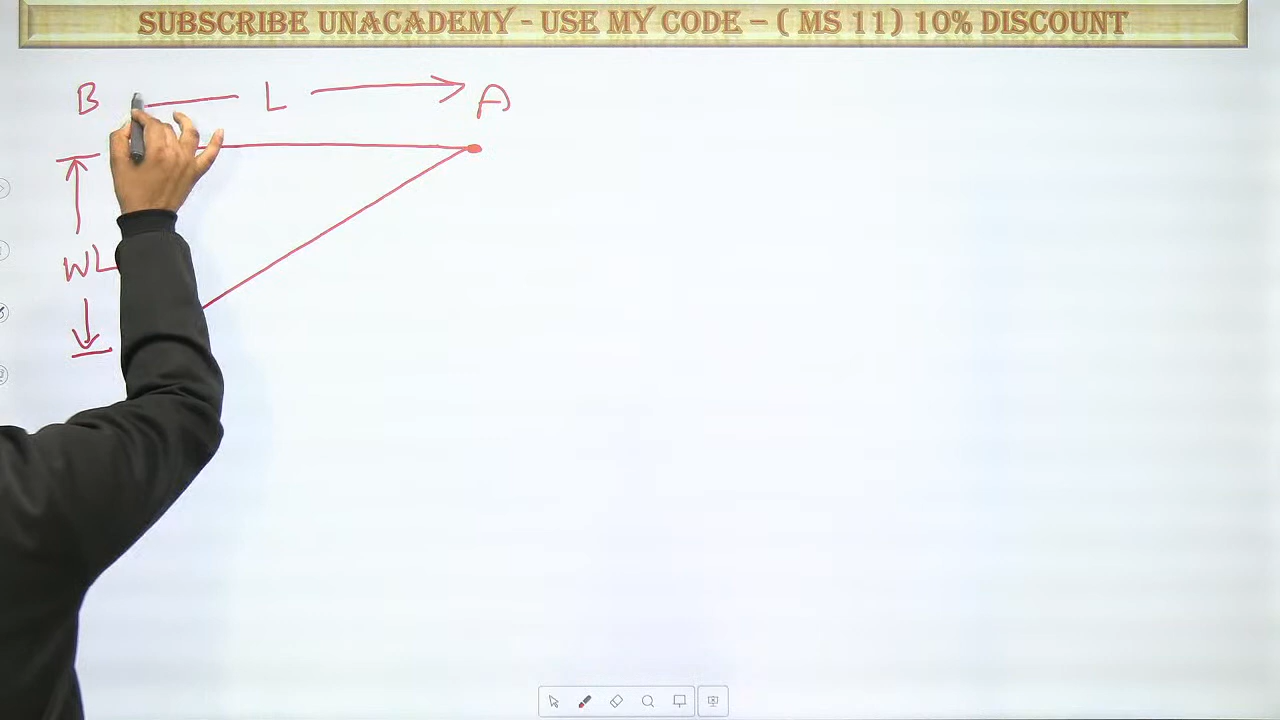 SUBSCRIBE UNACADEMY - USE MY CODE – ( MS 11) 10% DISCOUNT
B L A
WL